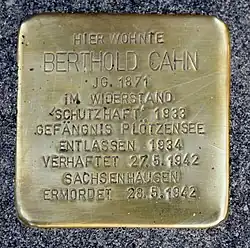 HIER WOHNTE
BERTHOLD CAHN
JG. 1871
IM WIDERSTAND
"SCHUTZHAFT" 1933
GEFÄNGNIS PLÖTZENSEE
ENTLASSEN 1934
VERHAFTET 27.5.1942
SACHSENHAUSEN
ERMORDET 28.5.1942